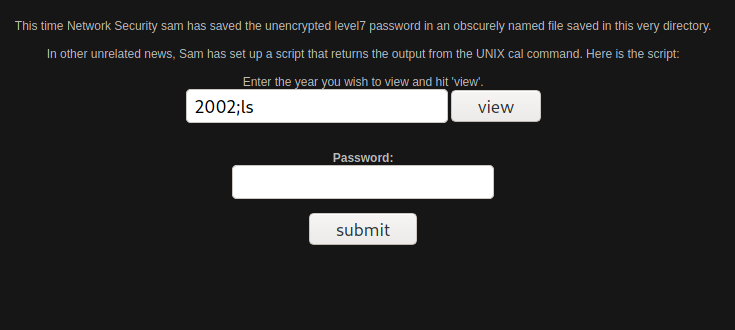 This time Network Security sam has saved the unencrypted level7 password in an obscurely named file saved in this very directory.
In other unrelated news, Sam has set up a script that returns the output from the UNIX cal command. Here is the script:
Enter the year you wish to view and hit 'view'.
2002;ls view
Password:
submit